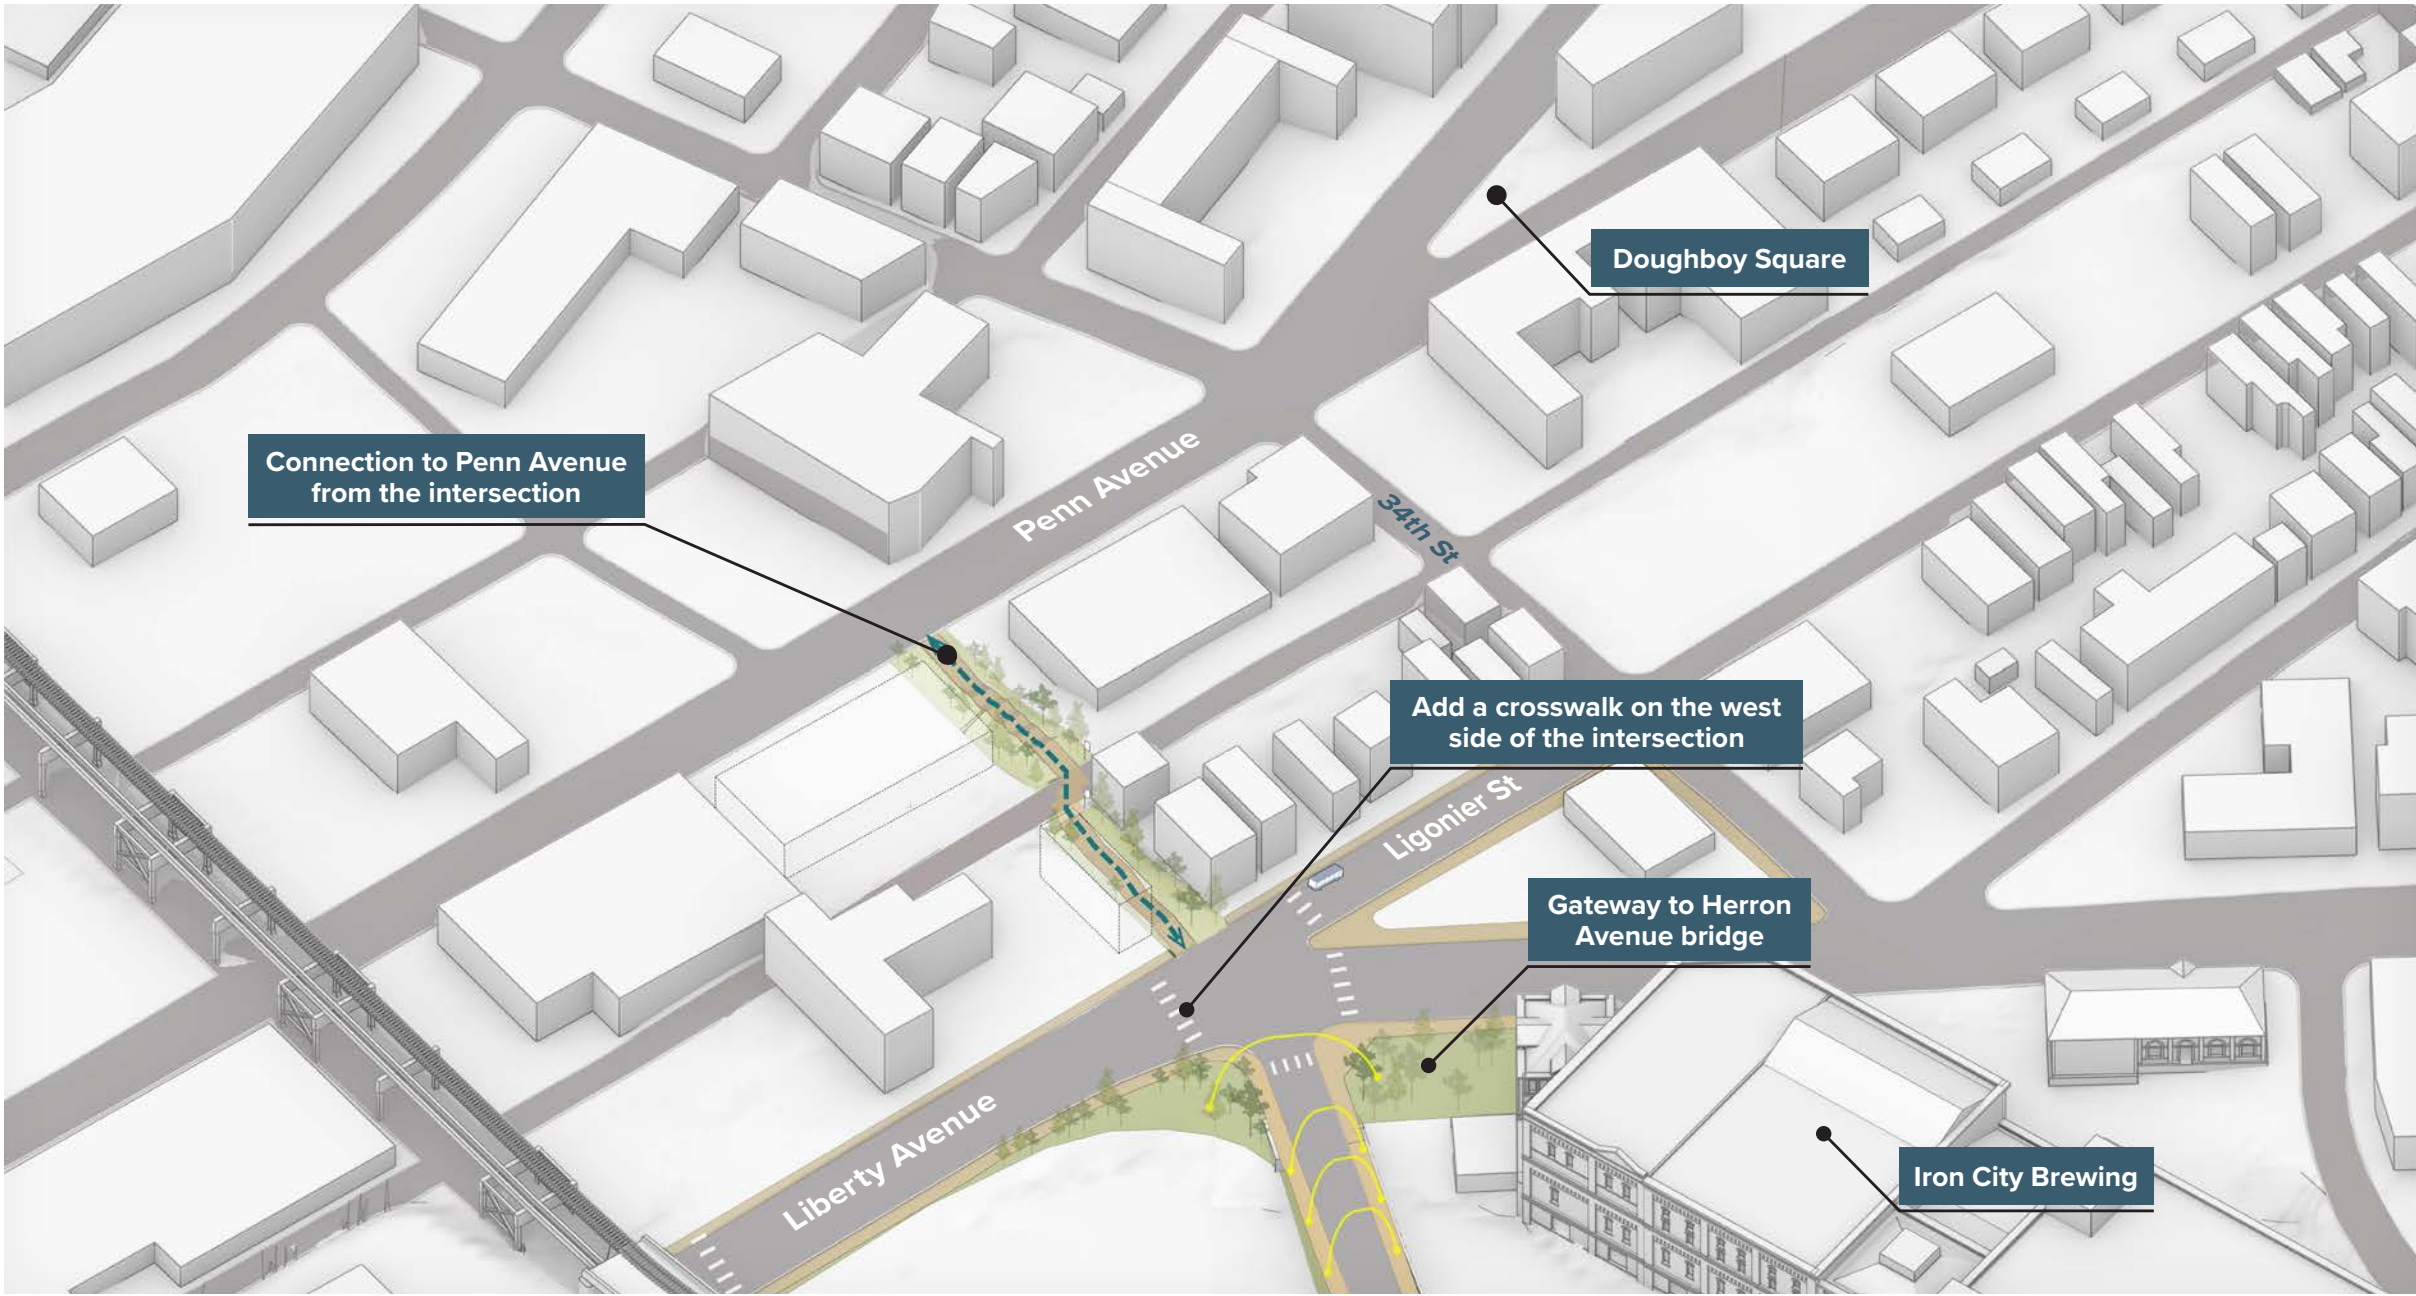 Doughboy Square
Connection to Penn Avenue
from the intersection
Penn Avenue
34th St
Add a crosswalk on the west
side of the intersection
Ligonier St
Gateway to Herron
Avenue bridge
Liberty Avenue
Iron City Brewing